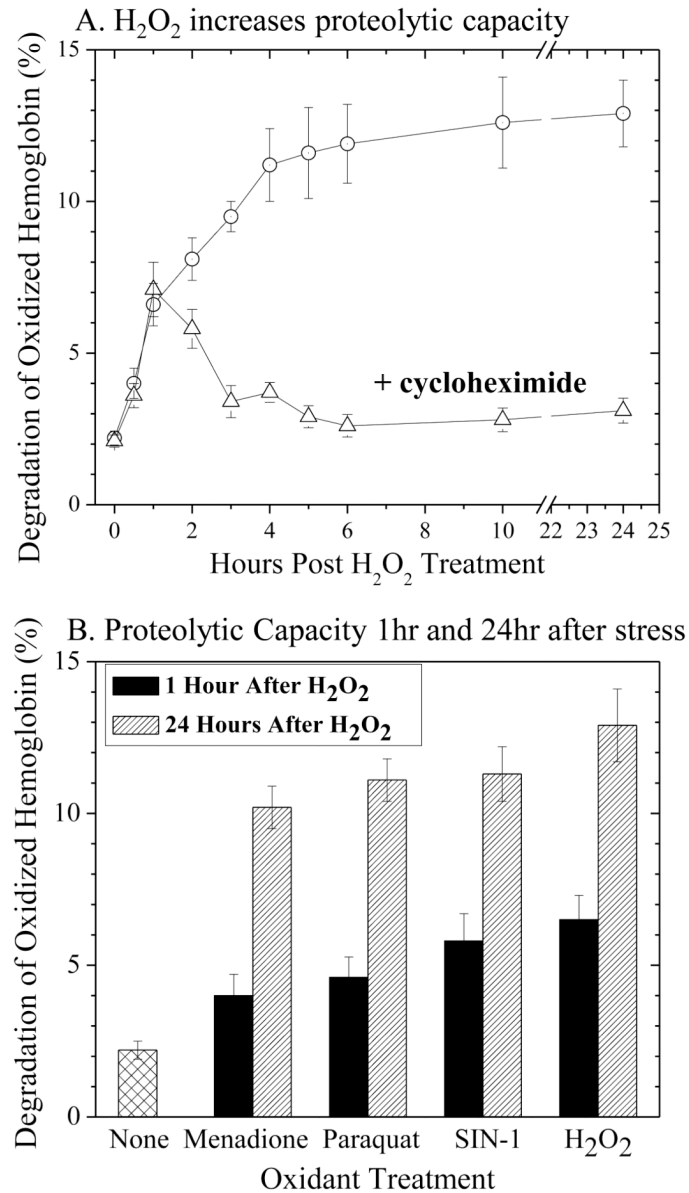 A. H₂O₂ increases proteolytic capacity
Degradation of Oxidized Hemoglobin (%)
15
10
5
0
+ cycloheximide
0 2 4 6 8 10 22 23 24 25
Hours Post H₂O₂ Treatment
B. Proteolytic Capacity 1hr and 24hr after stress
Degradation of Oxidized Hemoglobin (%)
15
10
5
0
1 Hour After H₂O₂
24 Hours After H₂O₂
None Menadione Paraquat SIN-1 H₂O₂
Oxidant Treatment